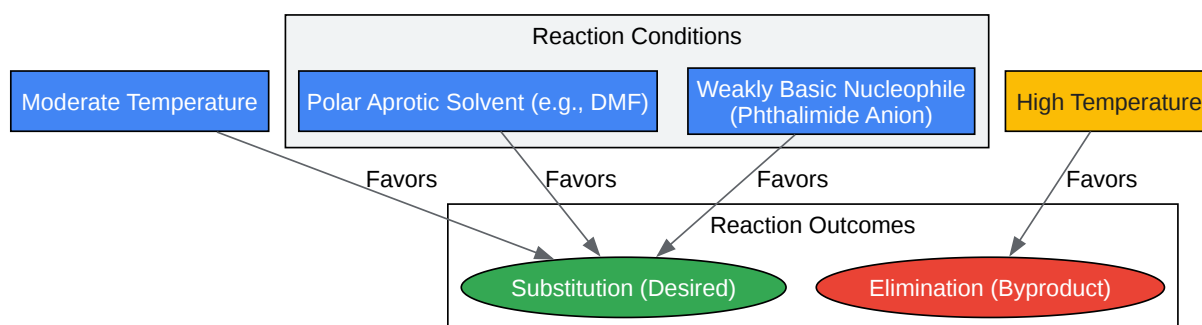 Reaction Conditions
Moderate Temperature
Polar Aprotic Solvent (e.g., DMF)
Weakly Basic Nucleophile
(Phthalimide Anion)
High Temperature
Favors
Favors
Favors
Favors
Reaction Outcomes
Substitution (Desired)
Elimination (Byproduct)